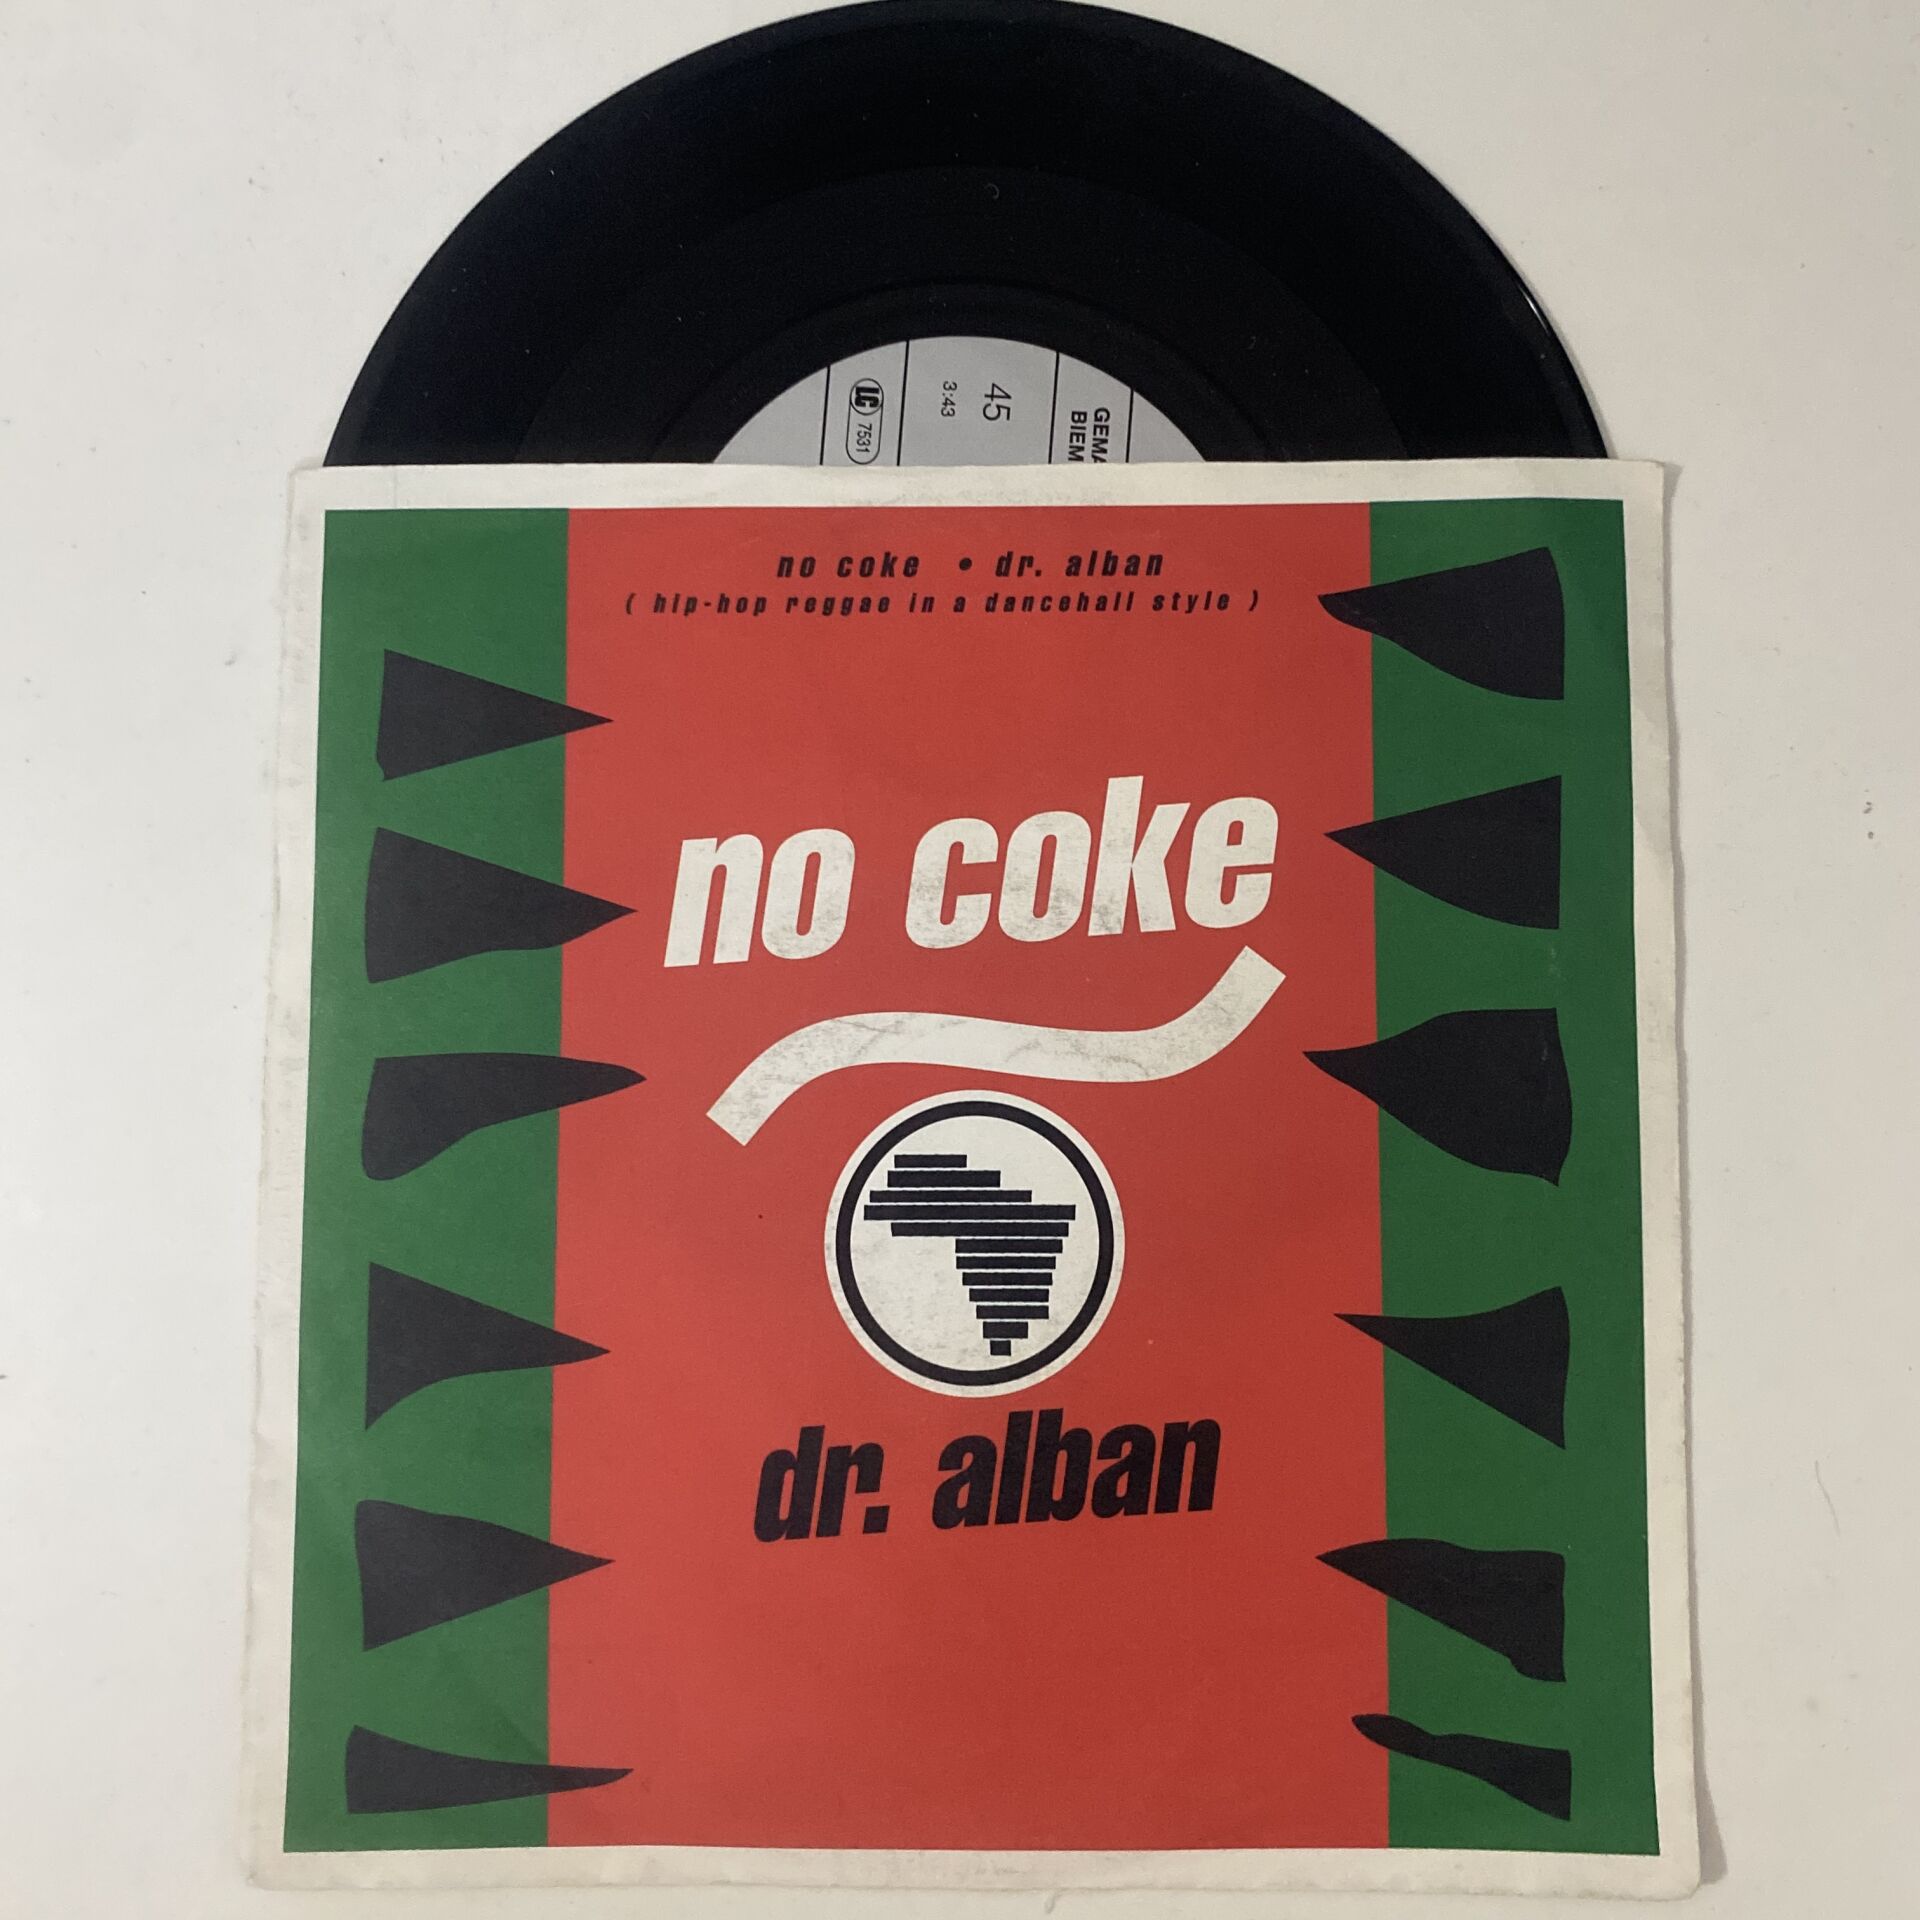 LC 7531
3:43
45
GEMA
BIEM
no coke • dr. alban
( hip-hop reggae in a dancehall style )
no coke
dr. alban